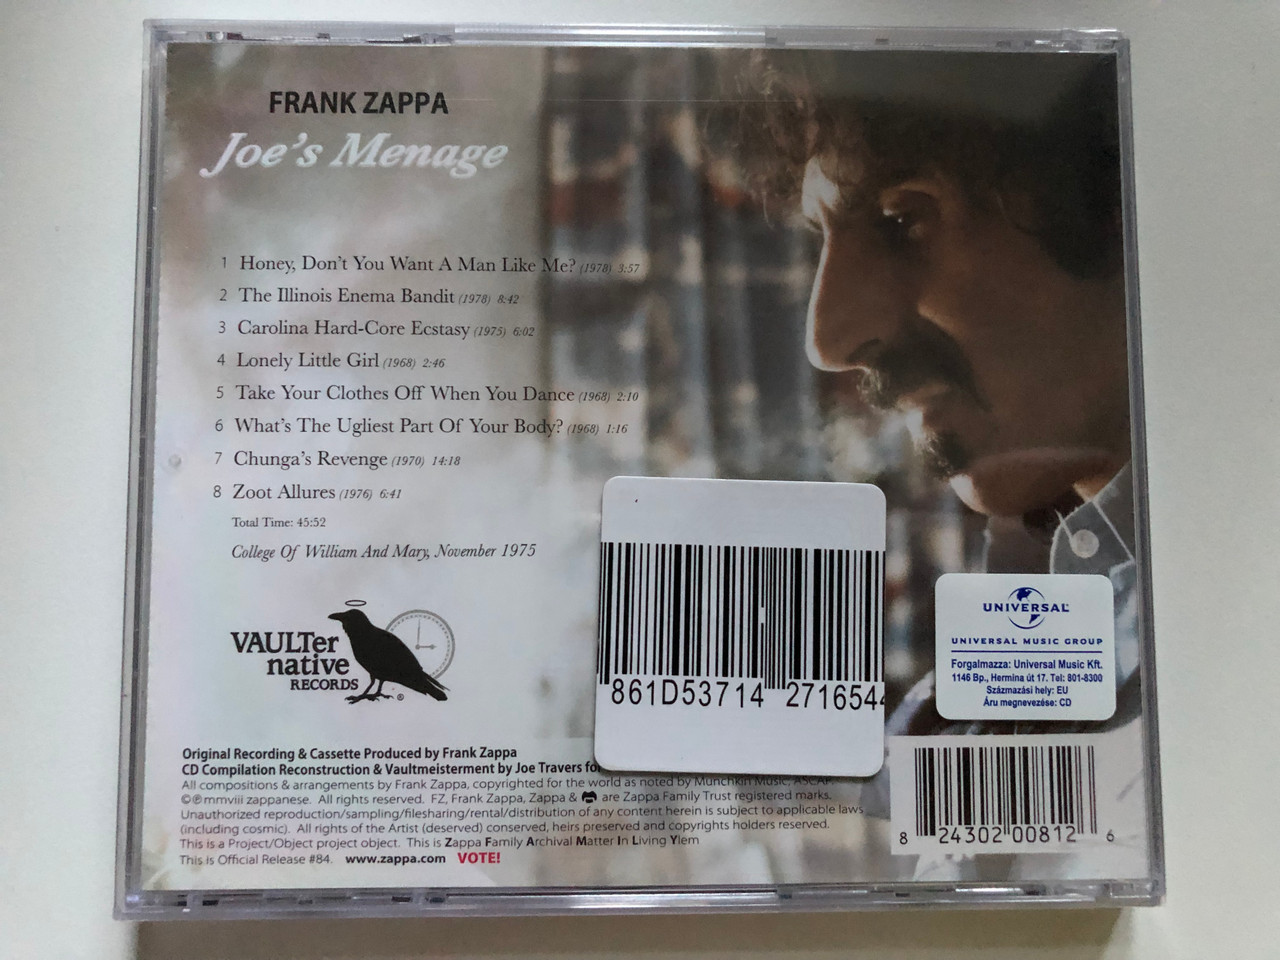 FRANK ZAPPA
Joe's Menage
1 Honey, Don't You Want A Man Like Me? (1978) 3:57
2 The Illinois Enema Bandit (1978) 8:42
3 Carolina Hard-Core Ecstasy (1975) 6:02
4 Lonely Little Girl (1968) 2:46
5 Take Your Clothes Off When You Dance (1968) 2:10
6 What's The Ugliest Part Of Your Body? (1968) 1:16
7 Chunga's Revenge (1970) 14:18
8 Zoot Allures (1976) 6:41
Total Time: 45:52
College Of William And Mary, November 1975
VAULTer
native
RECORDS
®
861D53714 2716544
UNIVERSAL
UNIVERSAL MUSIC GROUP
Forgalmazza: Universal Music Kft.
1146 Bp., Hermina út 17. Tel: 801-8300
Származási hely: EU
Áru megnevezése: CD
Original Recording & Cassette Produced by Frank Zappa
CD Compilation Reconstruction & Vaultmeisterment by Joe Travers for
All compositions & arrangements by Frank Zappa, copyrighted for the world as noted by Munchkin Music, ASCAP.
©℗mmviii zappanese. All rights reserved. FZ, Frank Zappa, Zappa & are Zappa Family Trust registered marks.
Unauthorized reproduction/sampling/filesharing/rental/distribution of any content herein is subject to applicable laws
(including cosmic). All rights of the Artist (deserved) conserved, heirs preserved and copyrights holders reserved.
This is a Project/Object project object. This is Zappa Family Archival Matter In Living Ylem
This is Official Release #84. www.zappa.com VOTE!
8 24302 00812 6